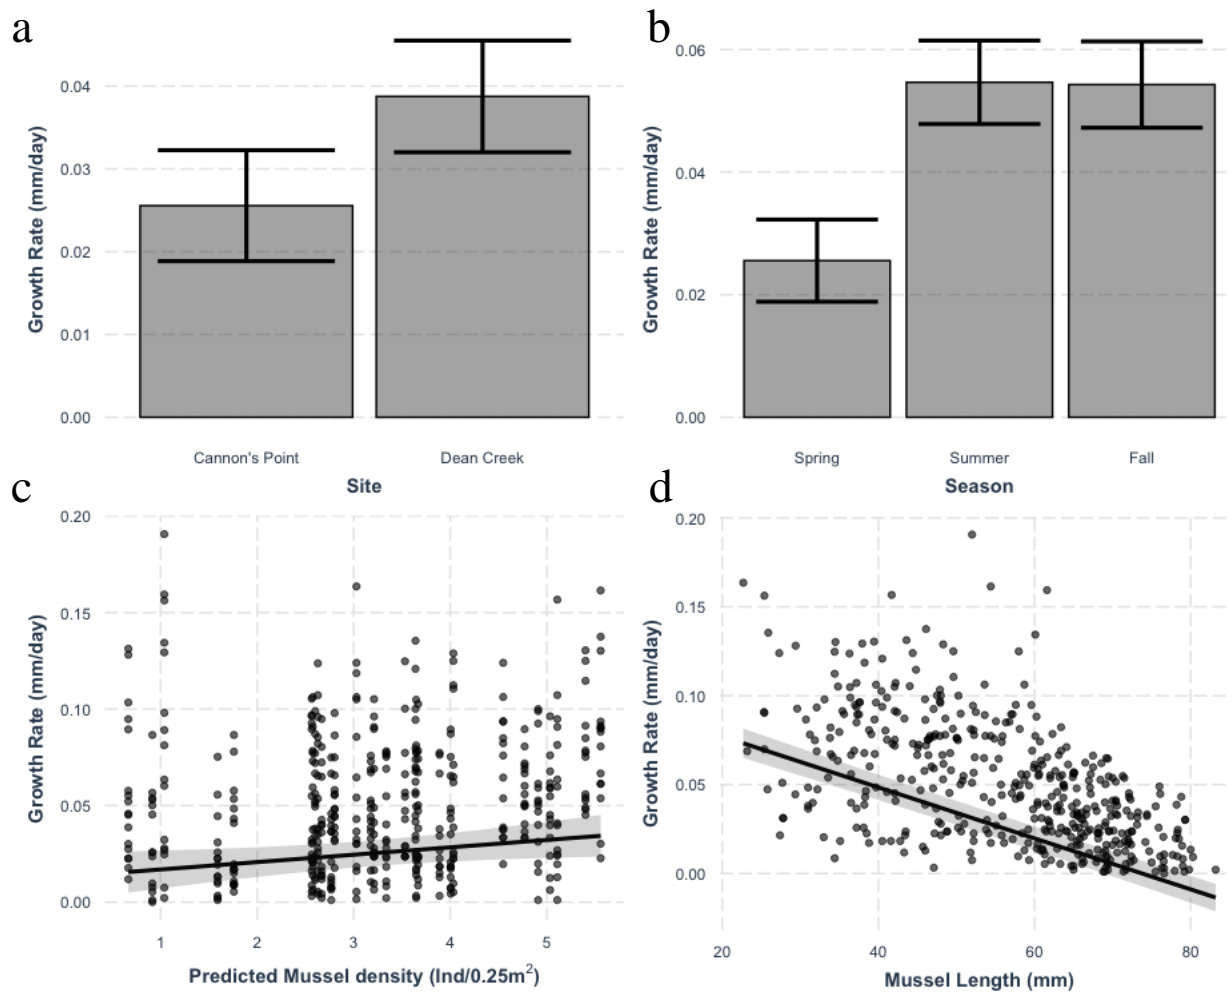 a
0.04
0.03
0.02
0.01
0.00
Growth Rate (mm/day)
Cannon's Point
Dean Creek
Site
b
0.06
0.04
0.02
0.00
Growth Rate (mm/day)
Spring
Summer
Fall
Season
c
0.20
0.15
0.10
0.05
0.00
Growth Rate (mm/day)
1 2 3 4 5
Predicted Mussel density (Ind/0.25m²)
d
0.20
0.15
0.10
0.05
0.00
Growth Rate (mm/day)
20 40 60 80
Mussel Length (mm)